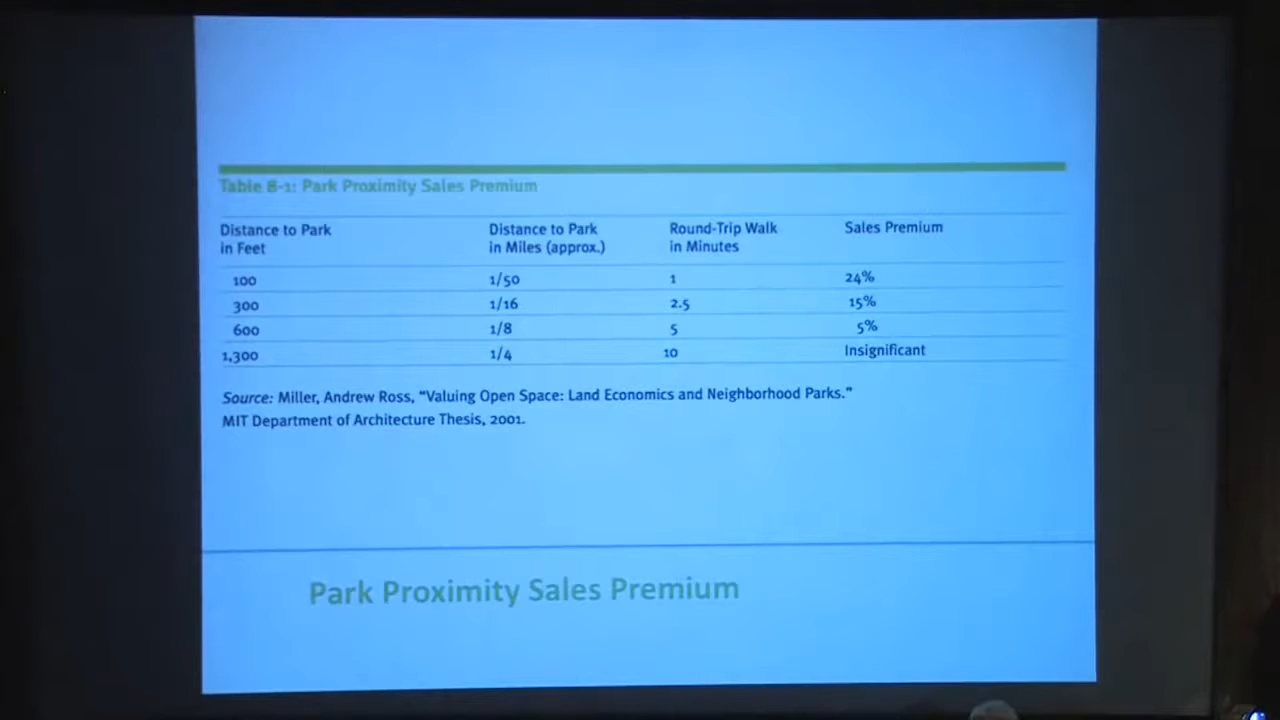 Table 8-1: Park Proximity Sales Premium
Distance to Park in Feet
Distance to Park in Miles (approx.)
Round-Trip Walk in Minutes
Sales Premium
100 1/50 1 24%
300 1/16 2.5 15%
600 1/8 5 5%
1,300 1/4 10 Insignificant
Source: Miller, Andrew Ross, "Valuing Open Space: Land Economics and Neighborhood Parks."
MIT Department of Architecture Thesis, 2001.
Park Proximity Sales Premium